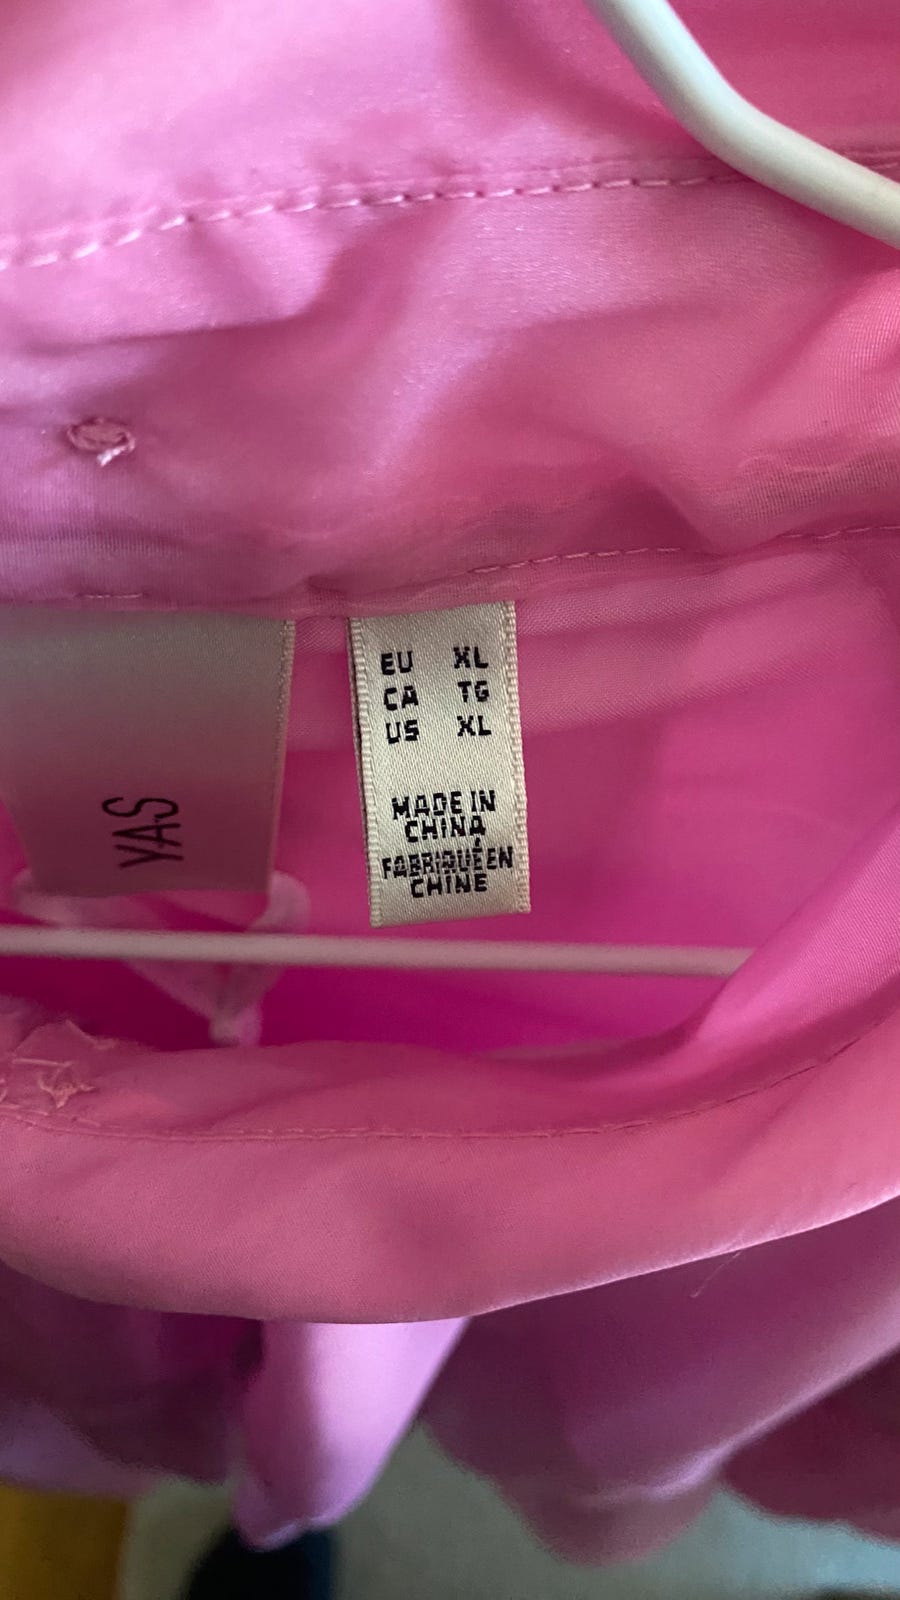 YAS
EU XL
CA TG
US XL
MADE IN
CHINA
FABRIQUÉ EN
CHINE